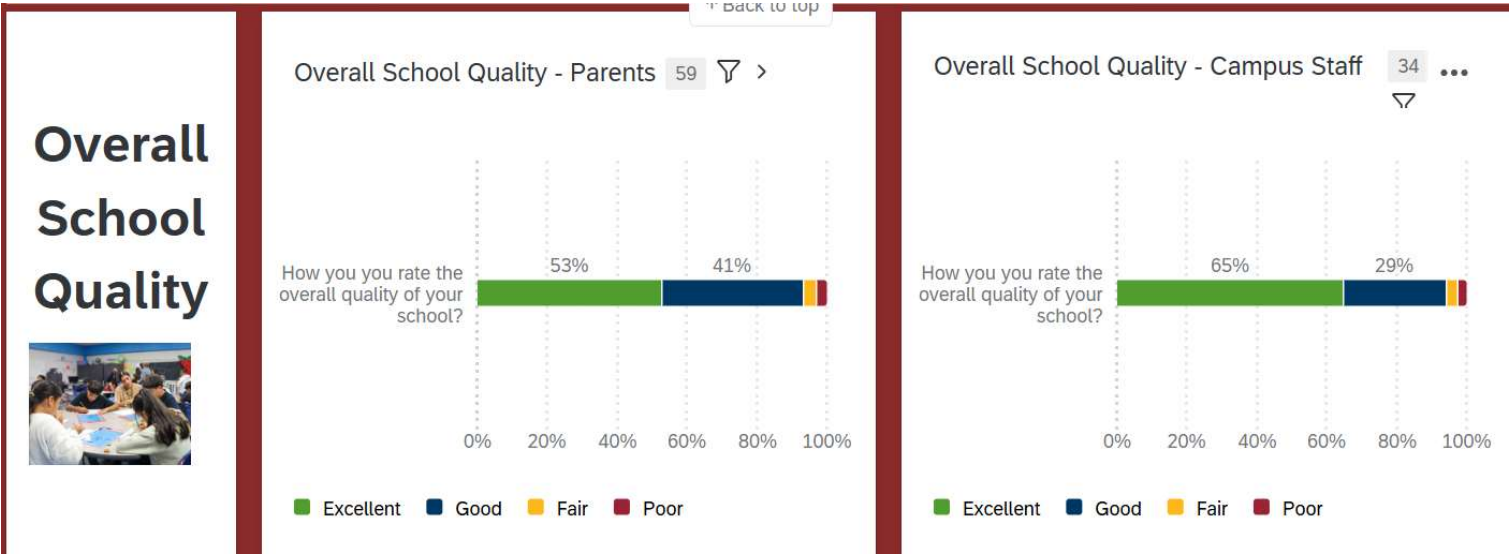 Back to top
Overall
School
Quality
Overall School Quality - Parents 59
53% 41%
How you you rate the
overall quality of your
school?
0% 20% 40% 60% 80% 100%
Excellent Good Fair Poor
Overall School Quality - Campus Staff 34
65% 29%
How you you rate the
overall quality of your
school?
0% 20% 40% 60% 80% 100%
Excellent Good Fair Poor